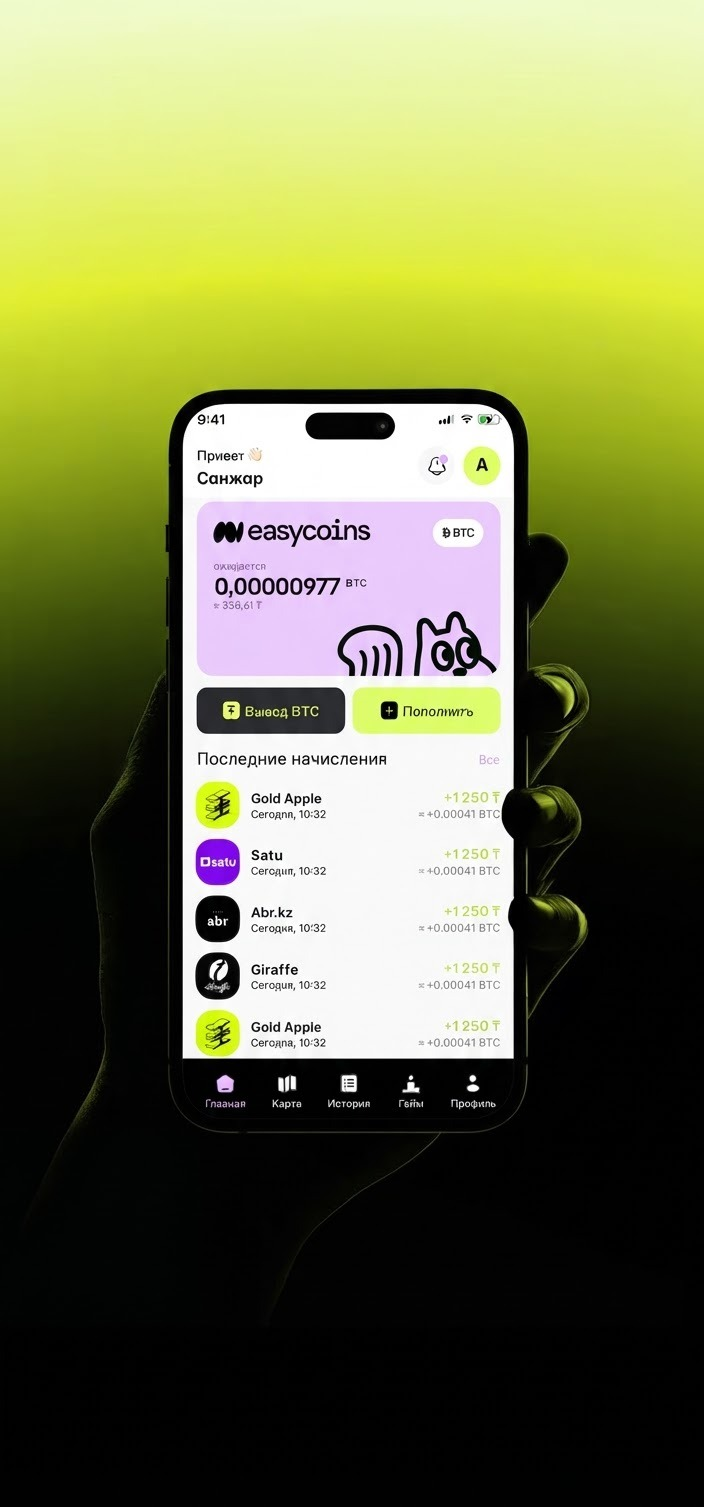 9:41
Привет 👋🏻
Санжар
A
easycoins
₿ BTC
0,00000977 BTC
≈ 336,61 ₸
Вывод BTC
Пополнить
Последние начисления
Все
Gold Apple
+1 250 ₸
Сегодня, 10:32
≈ +0.00041 BTC
satu
Satu
+1 250 ₸
Сегодня, 10:32
≈ +0.00041 BTC
abr
Abr.kz
+1 250 ₸
Сегодня, 10:32
≈ +0.00041 BTC
Giraffe
+1 250 ₸
Сегодня, 10:32
≈ +0.00041 BTC
Gold Apple
+1 250 ₸
Сегодня, 10:32
≈ +0.00041 BTC
Главная
Карта
История
Профиль